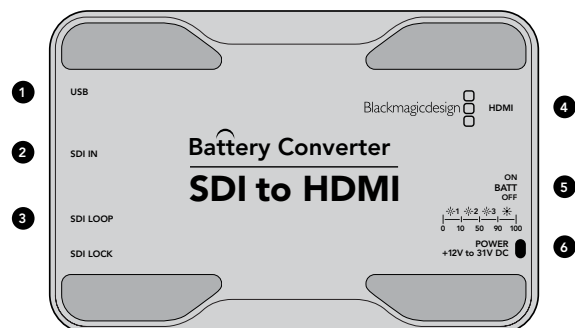 1
USB
2
SDI IN
3
SDI LOOP
SDI LOCK
Battery Converter
SDI to HDMI
Blackmagicdesign
HDMI
4
ON
BATT
OFF
5
1 2 3
0 10 50 90 100
POWER
+12V to 31V DC
6